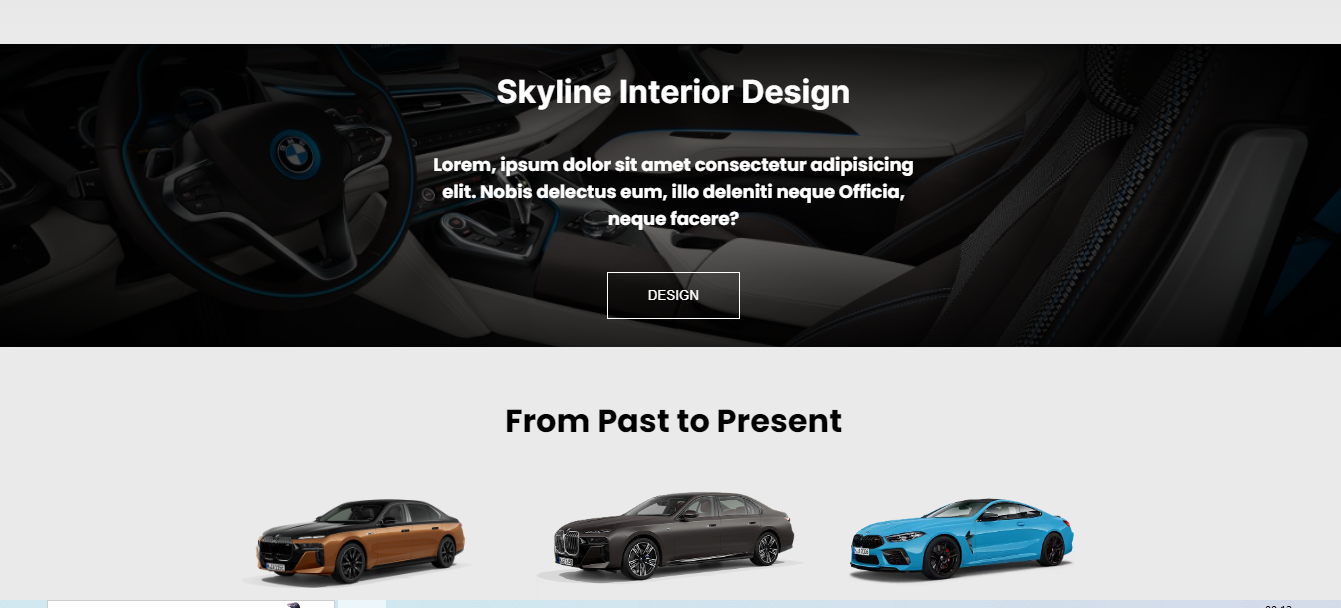 Skyline Interior Design
Lorem, ipsum dolor sit amet consectetur adipisicing
elit. Nobis delectus eum, illo deleniti neque Officia,
neque facere?
DESIGN
From Past to Present